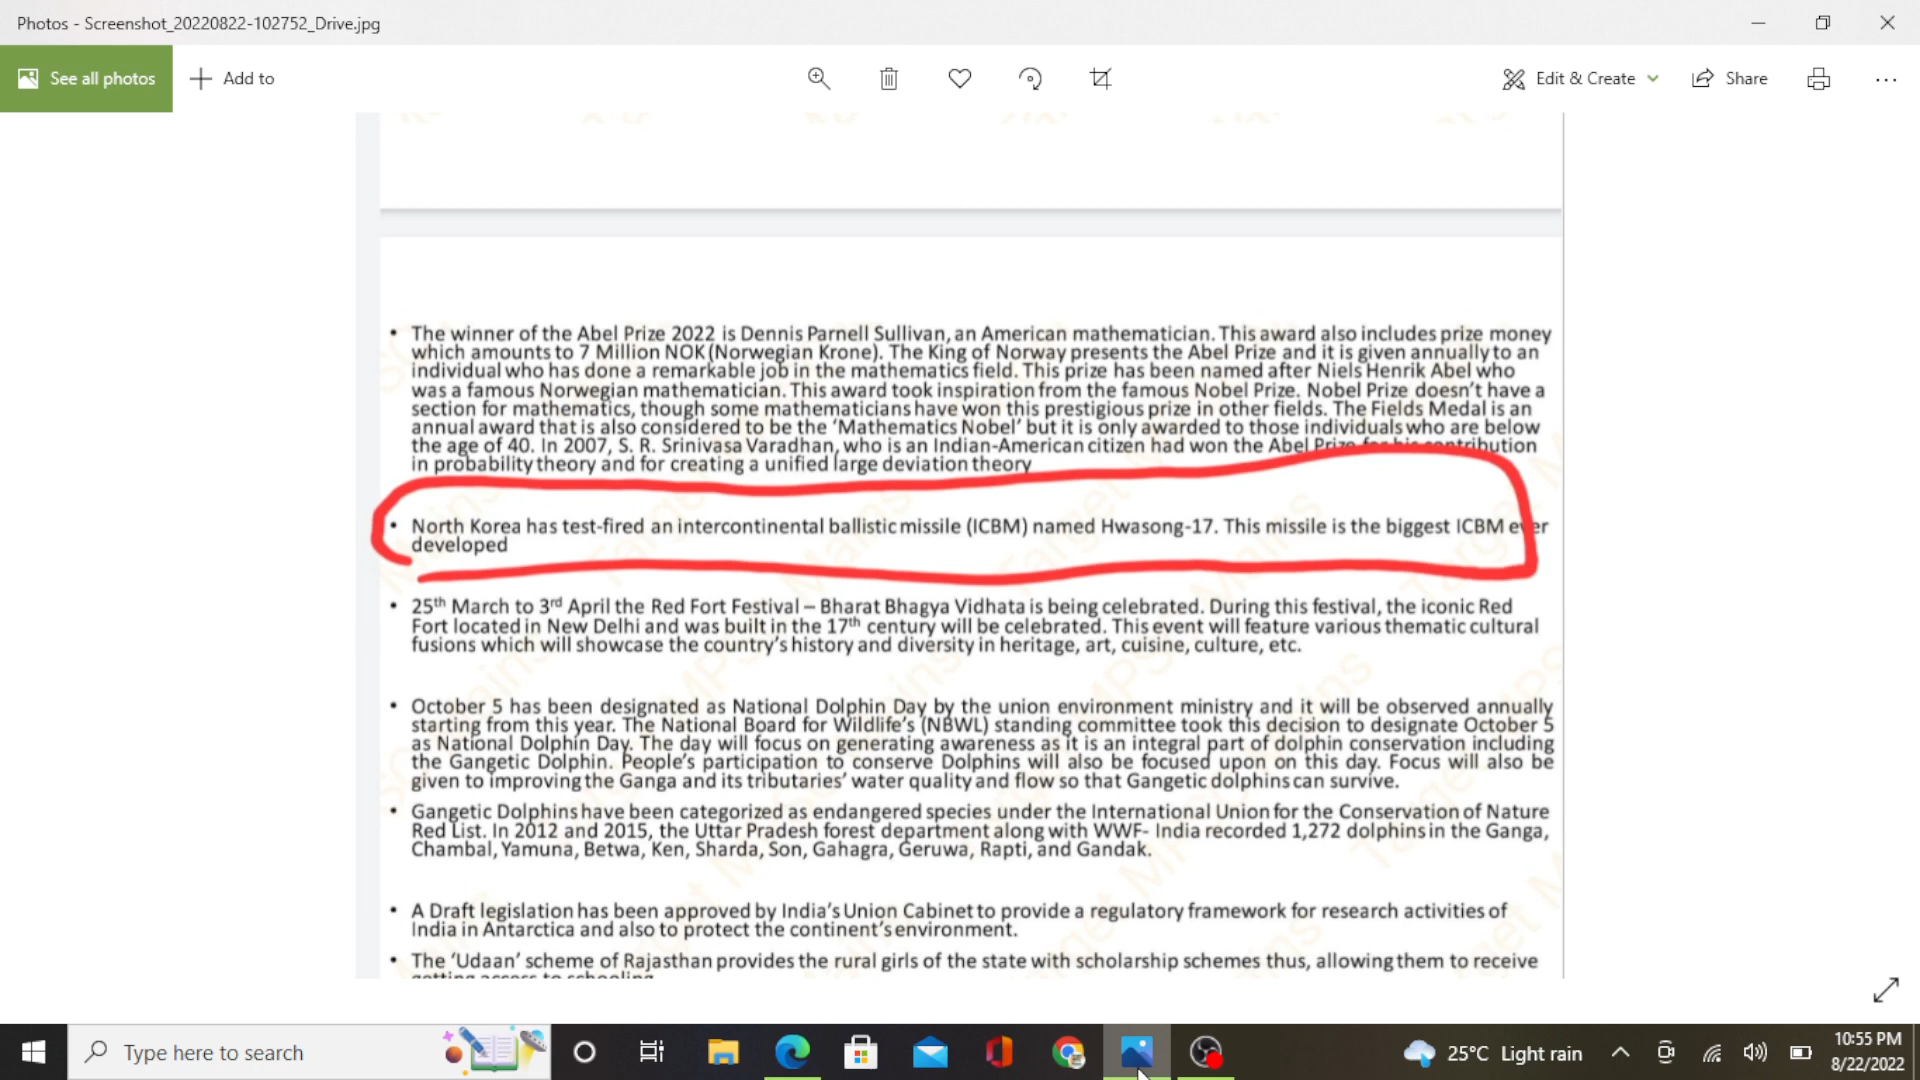 Photos - Screenshot_20220822-102752_Drive.jpg
See all photos
Add to
Edit & Create
Share
• The winner of the Abel Prize 2022 is Dennis Parnell Sullivan, an American mathematician. This award also includes prize money
which amounts to 7 Million NOK (Norwegian Krone). The King of Norway presents the Abel Prize and it is given annually to an
individual who has done a remarkable job in the mathematics field. This prize has been named after Niels Henrik Abel who
was a famous Norwegian mathematician. This award took inspiration from the famous Nobel Prize. Nobel Prize doesn't have a
section for mathematics, though some mathematicians have won this prestigious prize in other fields. The Fields Medal is an
annual award that is also considered to be the 'Mathematics Nobel' but it is only awarded to those individuals who are below
the age of 40. In 2007, S. R. Srinivasa Varadhan, who is an Indian-American citizen had won the Abel Prize for his contribution
in probability theory and for creating a unified large deviation theory
• North Korea has test-fired an intercontinental ballistic missile (ICBM) named Hwasong-17. This missile is the biggest ICBM ever
developed
• 25th March to 3rd April the Red Fort Festival – Bharat Bhagya Vidhata is being celebrated. During this festival, the iconic Red
Fort located in New Delhi and was built in the 17th century will be celebrated. This event will feature various thematic cultural
fusions which will showcase the country's history and diversity in heritage, art, cuisine, culture, etc.
• October 5 has been designated as National Dolphin Day by the union environment ministry and it will be observed annually
starting from this year. The National Board for Wildlife's (NBWL) standing committee took this decision to designate October 5
as National Dolphin Day. The day will focus on generating awareness as it is an integral part of dolphin conservation including
the Gangetic Dolphin. People's participation to conserve Dolphins will also be focused upon on this day. Focus will also be
given to improving the Ganga and its tributaries' water quality and flow so that Gangetic dolphins can survive.
• Gangetic Dolphins have been categorized as endangered species under the International Union for the Conservation of Nature
Red List. In 2012 and 2015, the Uttar Pradesh forest department along with WWF- India recorded 1,272 dolphins in the Ganga,
Chambal, Yamuna, Betwa, Ken, Sharda, Son, Gahagra, Geruwa, Rapti, and Gandak.
• A Draft legislation has been approved by India's Union Cabinet to provide a regulatory framework for research activities of
India in Antarctica and also to protect the continent's environment.
• The 'Udaan' scheme of Rajasthan provides the rural girls of the state with scholarship schemes thus, allowing them to receive
Type here to search
25°C Light rain
10:55 PM
8/22/2022